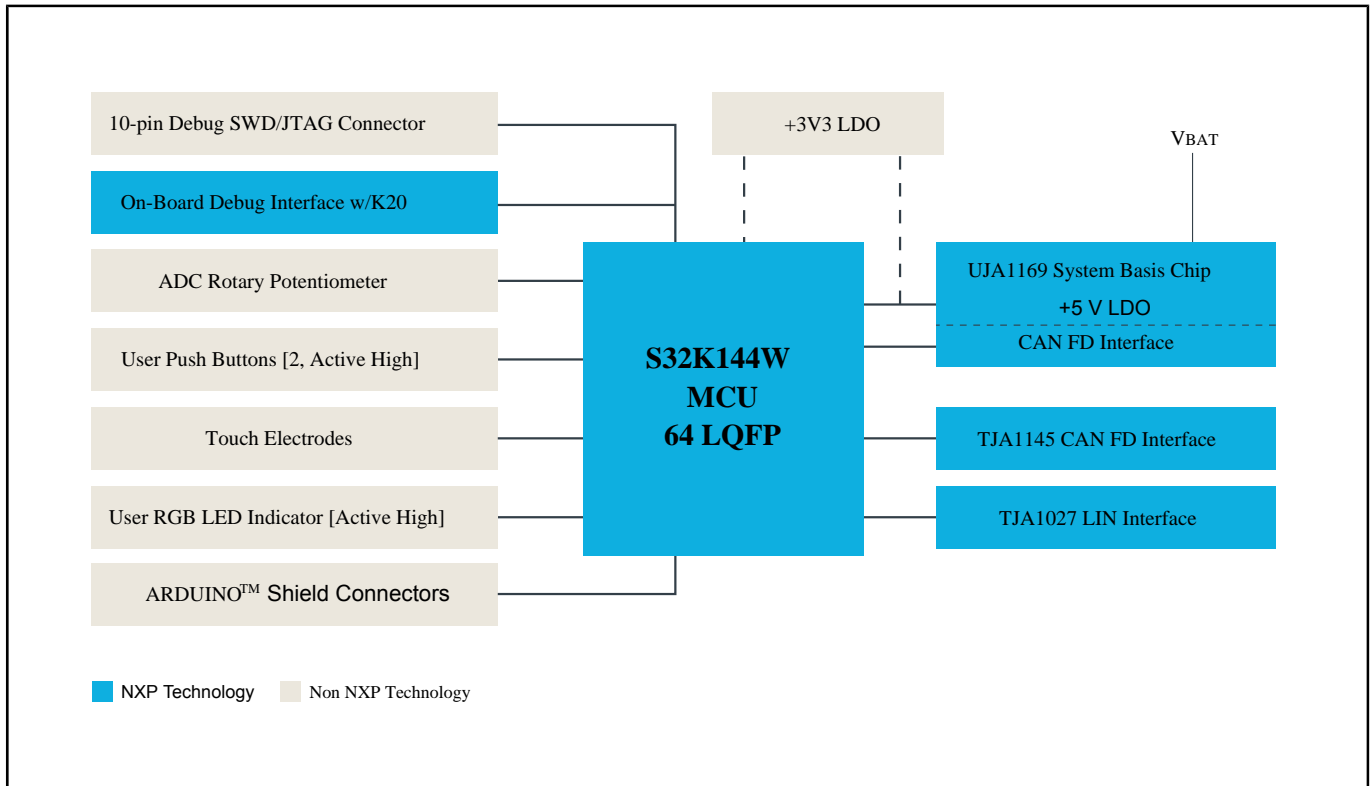 10-pin Debug SWD/JTAG Connector
On-Board Debug Interface w/K20
ADC Rotary Potentiometer
User Push Buttons [2, Active High]
Touch Electrodes
User RGB LED Indicator [Active High]
ARDUINO™ Shield Connectors
+3V3 LDO
S32K144W
MCU
64 LQFP
VBAT
UJA1169 System Basis Chip
+5 V LDO
CAN FD Interface
TJA1145 CAN FD Interface
TJA1027 LIN Interface
NXP Technology
Non NXP Technology